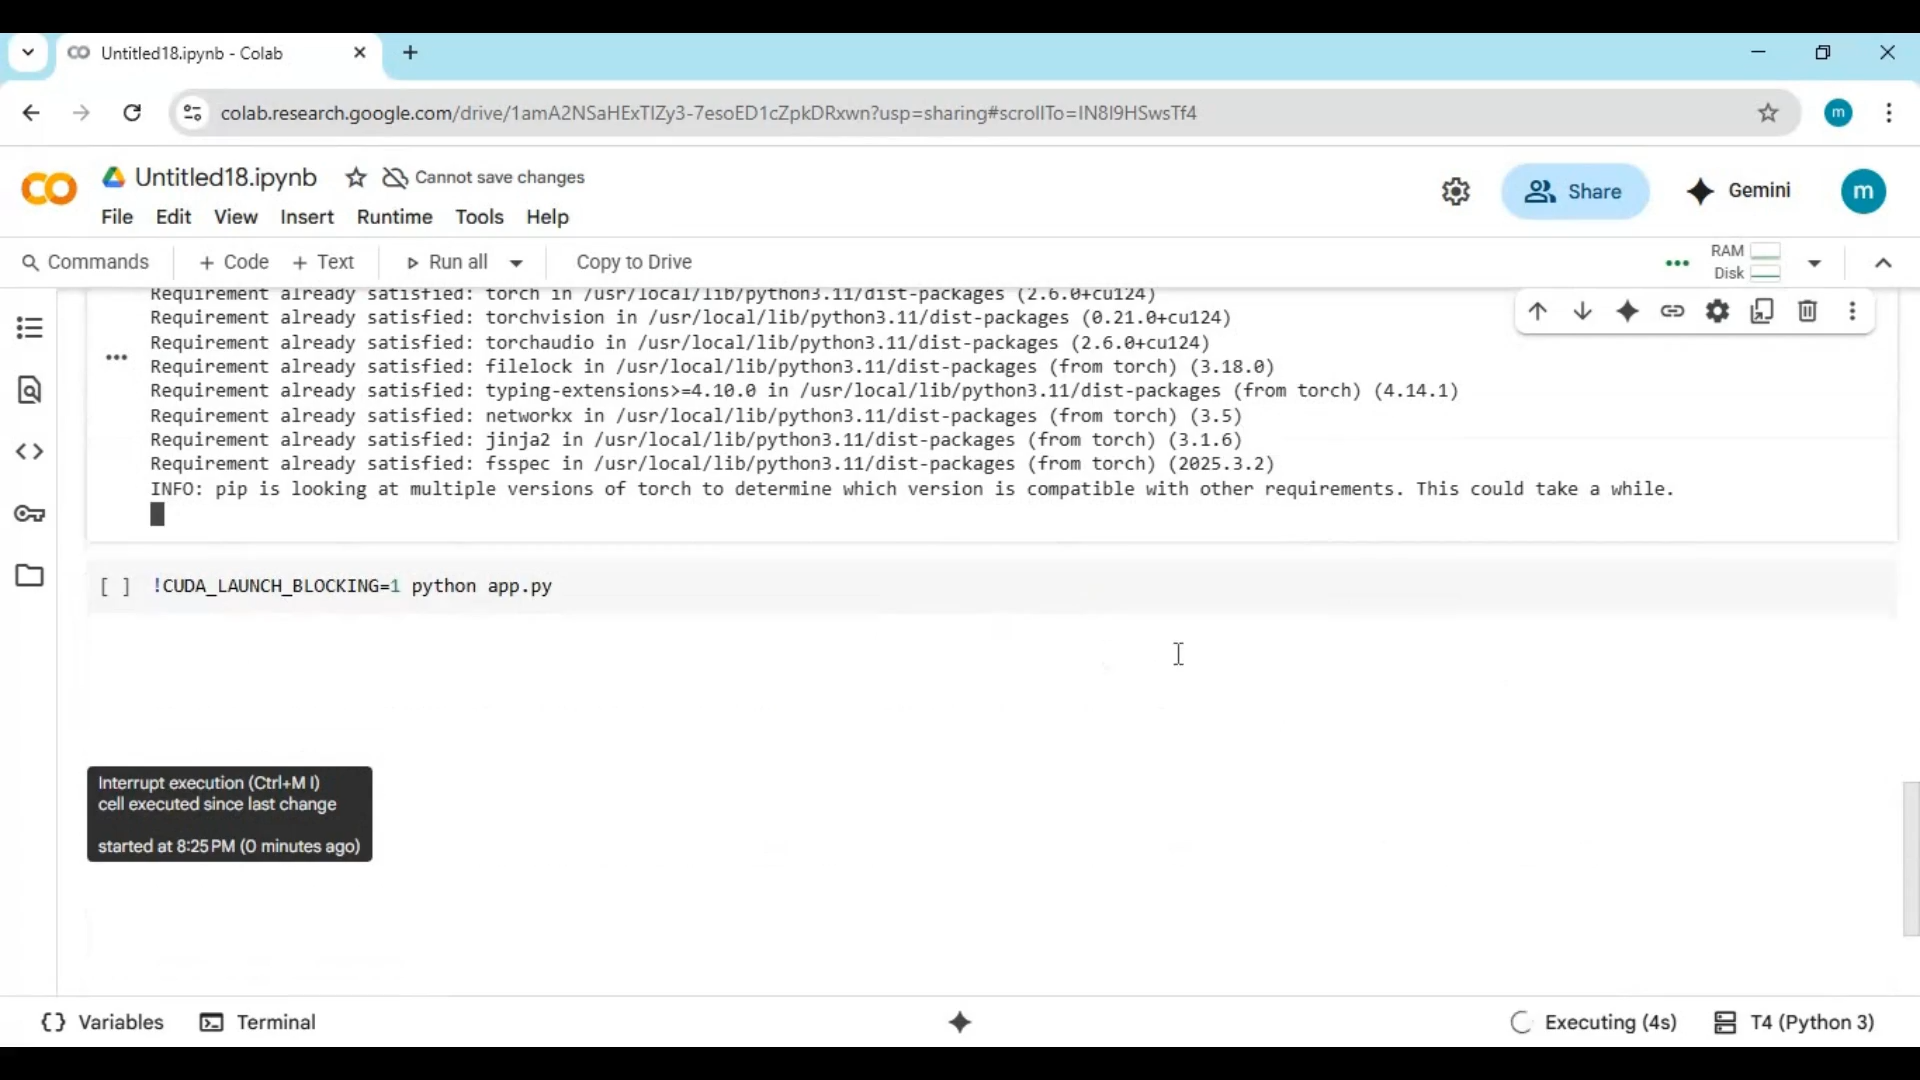 Untitled18.ipynb - Colab
colab.research.google.com/drive/1amA2NSaHExTlZy3-7esoED1cZpkDRxwn?usp=sharing#scrollTo=IN8I9HSwsTf4
m
Untitled18.ipynb
Cannot save changes
Share
Gemini
m
File Edit View Insert Runtime Tools Help
Commands + Code + Text Run all Copy to Drive
RAM
Disk
Requirement already satisfied: torch in /usr/local/lib/python3.11/dist-packages (2.6.0+cu124)
Requirement already satisfied: torchvision in /usr/local/lib/python3.11/dist-packages (0.21.0+cu124)
Requirement already satisfied: torchaudio in /usr/local/lib/python3.11/dist-packages (2.6.0+cu124)
Requirement already satisfied: filelock in /usr/local/lib/python3.11/dist-packages (from torch) (3.18.0)
Requirement already satisfied: typing-extensions>=4.10.0 in /usr/local/lib/python3.11/dist-packages (from torch) (4.14.1)
Requirement already satisfied: networkx in /usr/local/lib/python3.11/dist-packages (from torch) (3.5)
Requirement already satisfied: jinja2 in /usr/local/lib/python3.11/dist-packages (from torch) (3.1.6)
Requirement already satisfied: fsspec in /usr/local/lib/python3.11/dist-packages (from torch) (2025.3.2)
INFO: pip is looking at multiple versions of torch to determine which version is compatible with other requirements. This could take a while.
[ ] !CUDA_LAUNCH_BLOCKING=1 python app.py
Interrupt execution (Ctrl+M I)
cell executed since last change
started at 8:25 PM (0 minutes ago)
{} Variables Terminal
Executing (4s) T4 (Python 3)